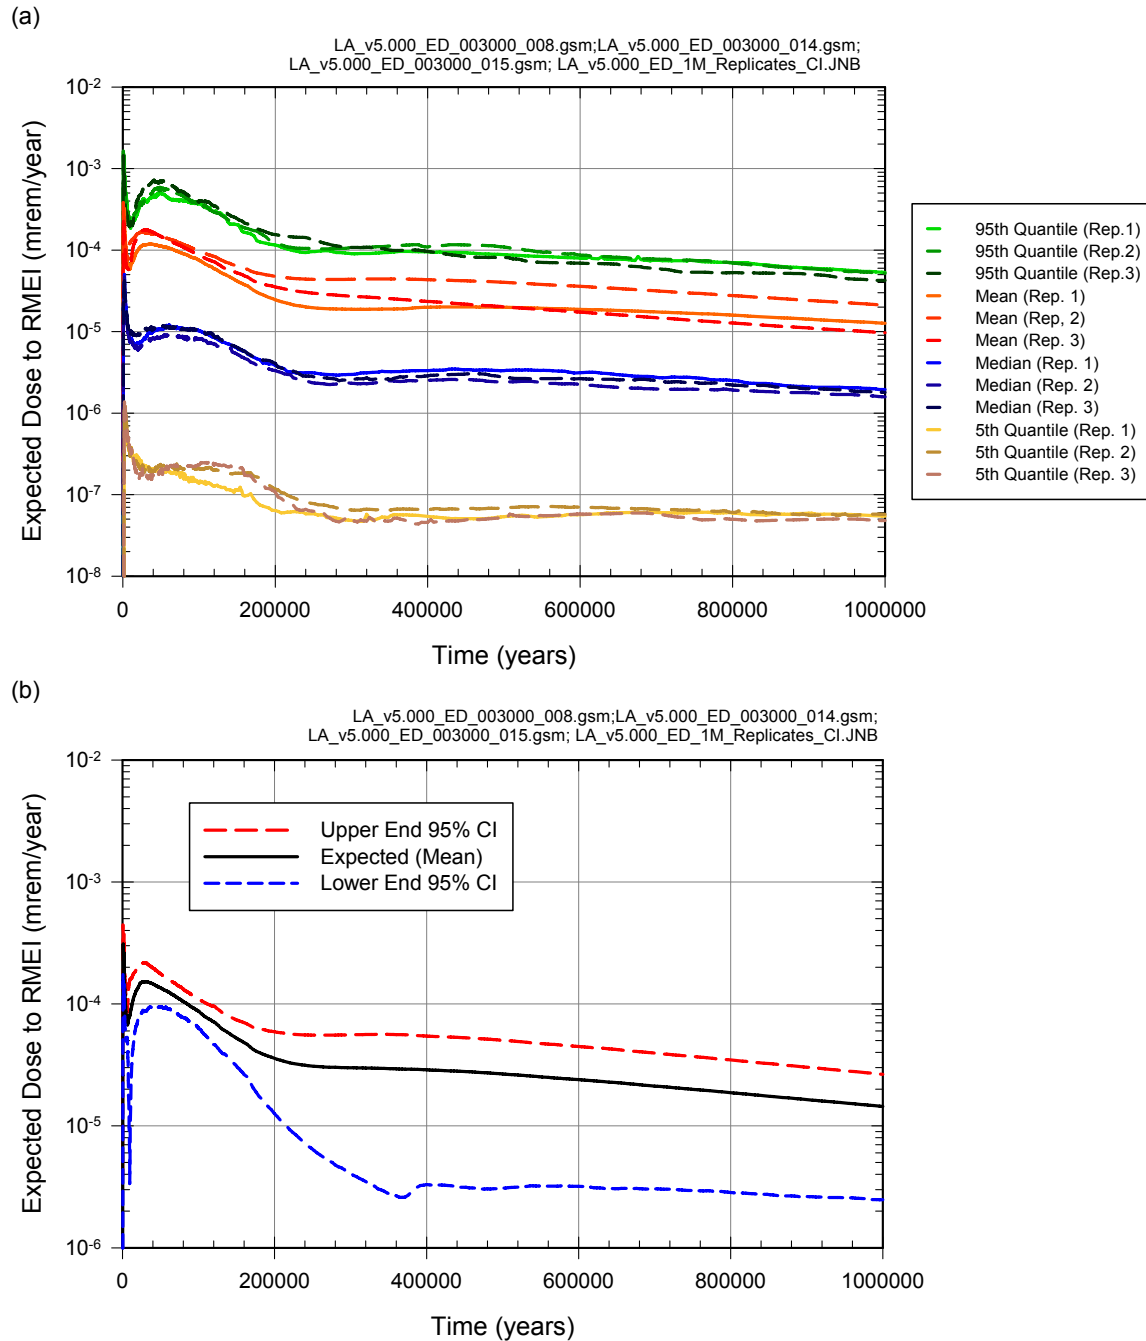 (a)
LA_v5.000_ED_003000_008.gsm;LA_v5.000_ED_003000_014.gsm;
LA_v5.000_ED_003000_015.gsm; LA_v5.000_ED_1M_Replicates_CI.JNB
Expected Dose to RMEI (mrem/year)
10-2
10-3
10-4
10-5
10-6
10-7
10-8
0 200000 400000 600000 800000 1000000
Time (years)
95th Quantile (Rep.1)
95th Quantile (Rep.2)
95th Quantile (Rep.3)
Mean (Rep. 1)
Mean (Rep, 2)
Mean (Rep. 3)
Median (Rep. 1)
Median (Rep. 2)
Median (Rep. 3)
5th Quantile (Rep. 1)
5th Quantile (Rep. 2)
5th Quantile (Rep. 3)
(b)
LA_v5.000_ED_003000_008.gsm;LA_v5.000_ED_003000_014.gsm;
LA_v5.000_ED_003000_015.gsm; LA_v5.000_ED_1M_Replicates_CI.JNB
Expected Dose to RMEI (mrem/year)
10-2
10-3
10-4
10-5
10-6
Upper End 95% CI
Expected (Mean)
Lower End 95% CI
0 200000 400000 600000 800000 1000000
Time (years)